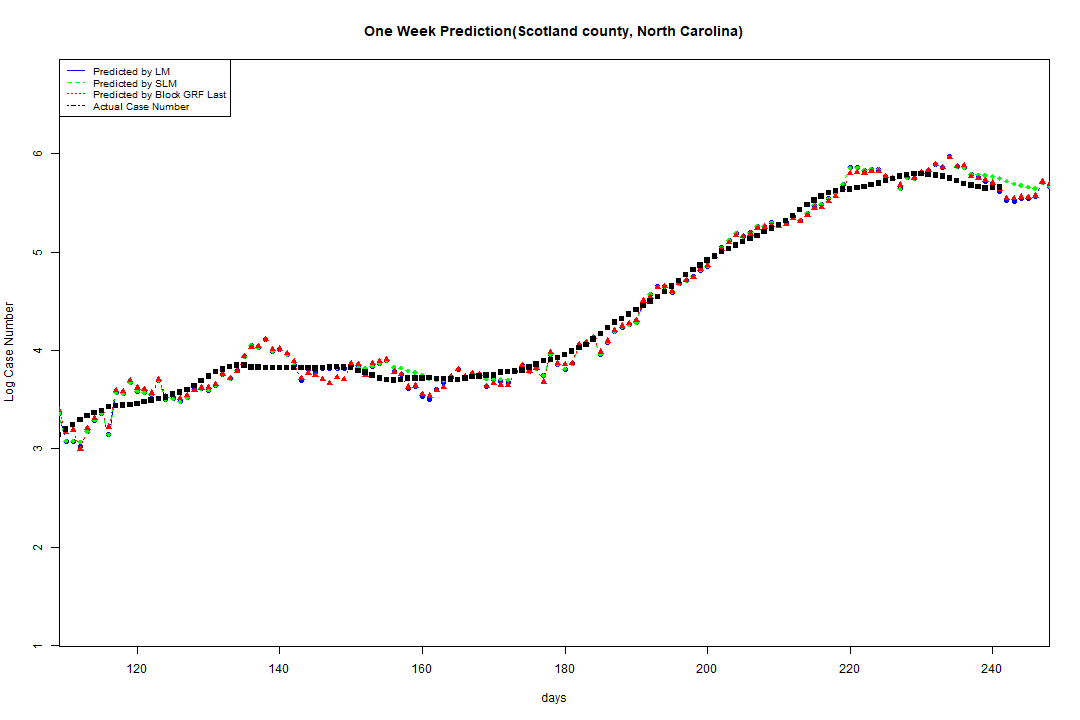 One Week Prediction(Scotland county, North Carolina)
Predicted by LM
Predicted by SLM
Predicted by Block GRF Last
Actual Case Number
6
5
4
3
2
1
Log Case Number
120 140 160 180 200 220 240
days